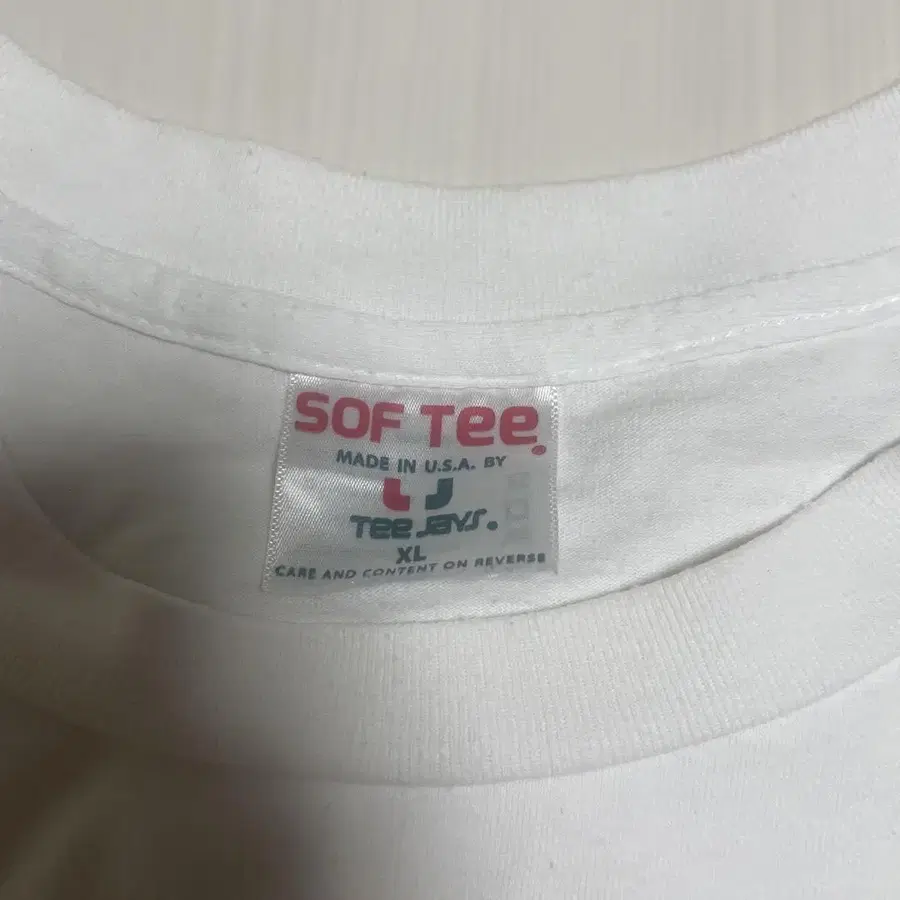 SOF Tee®
MADE IN U.S.A. BY
Tee Jays®
XL
CARE AND CONTENT ON REVERSE